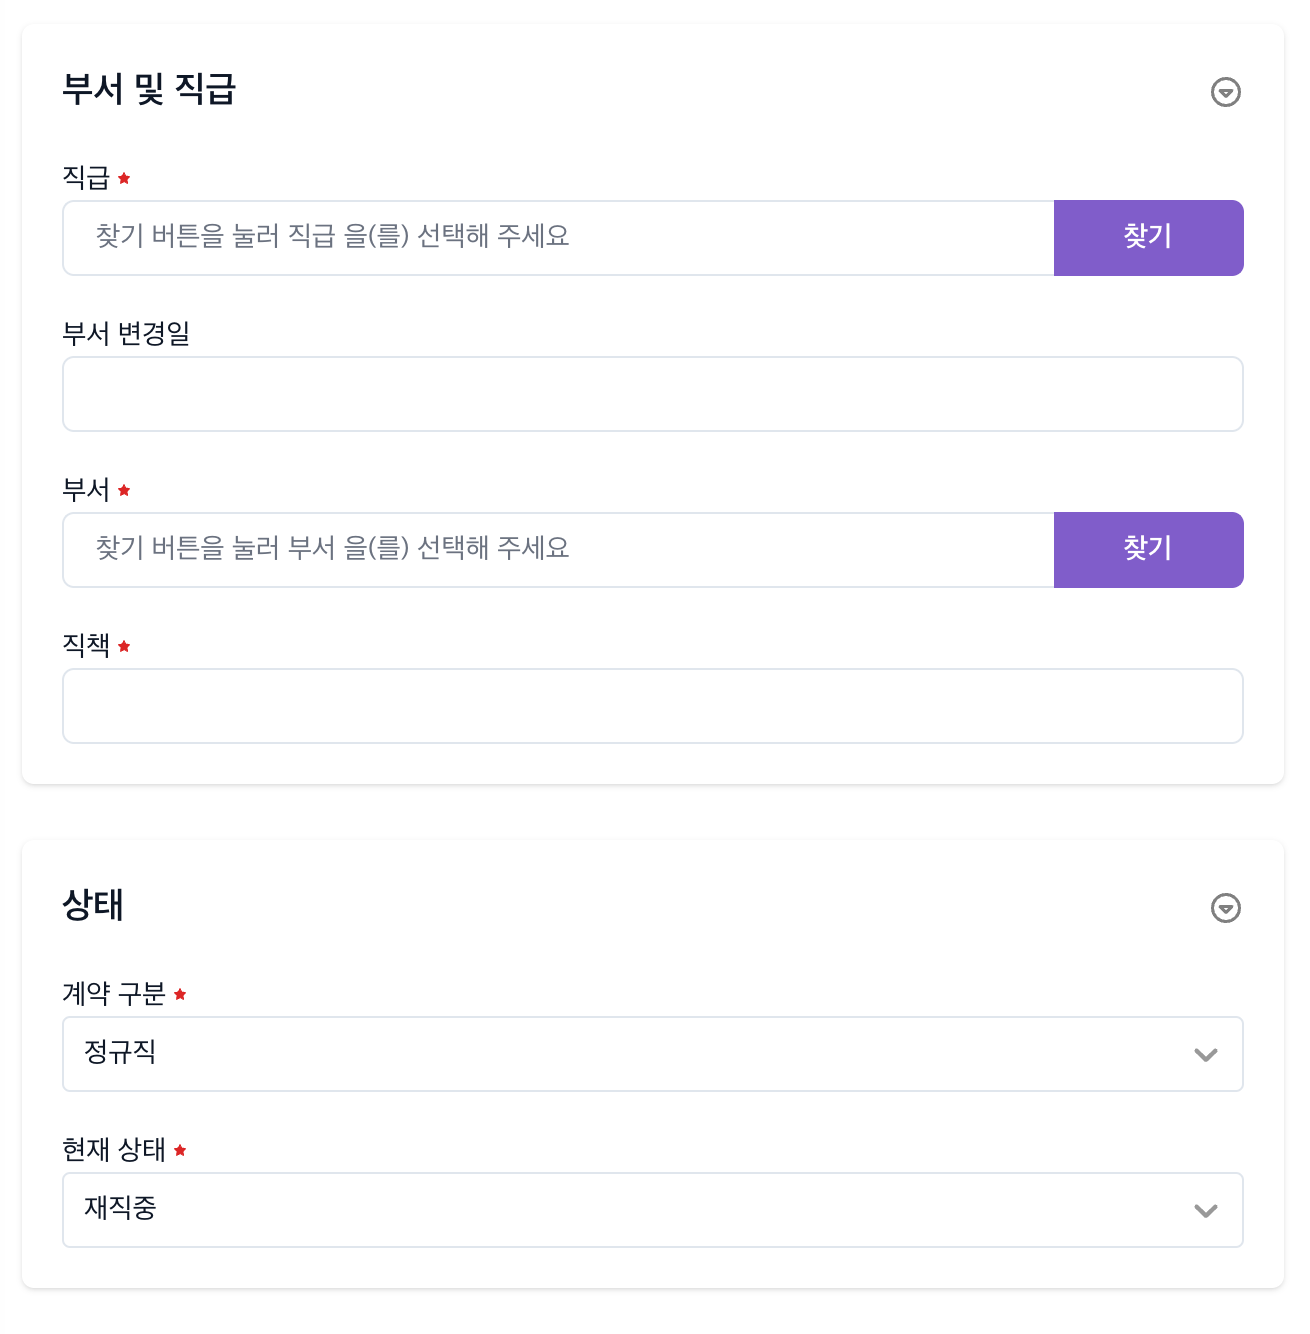 부서 및 직급
직급
찾기 버튼을 눌러 직급 을(를) 선택해 주세요
찾기
부서 변경일
부서
찾기 버튼을 눌러 부서 을(를) 선택해 주세요
찾기
직책
상태
계약 구분
정규직
현재 상태
재직중